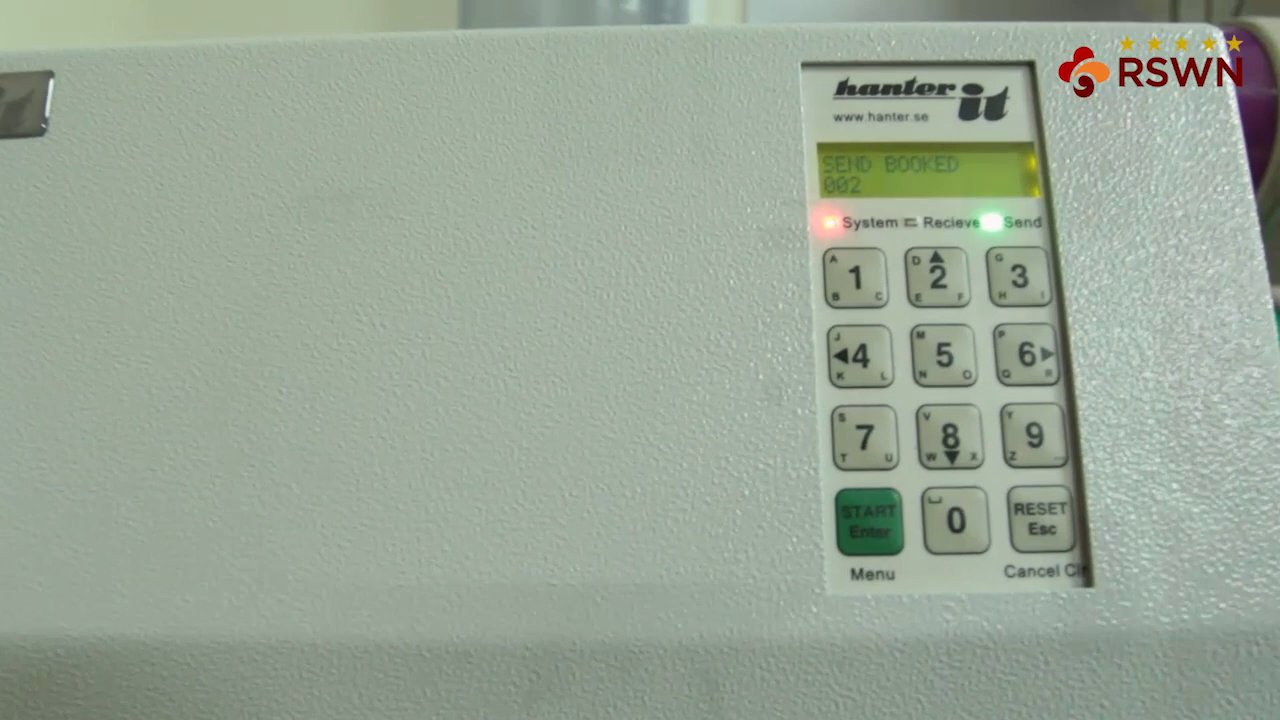 RSWN
hanter it
www.hanter.se
SEND BOOKED
002
System Recieve Send
A 1 B C
D 2 E F
G 3 H I
J 4 K L
M 5 N O
P 6 Q R
S 7 T U
V 8 W X
Y 9 Z
START Enter
0
RESET Esc
Menu
Cancel